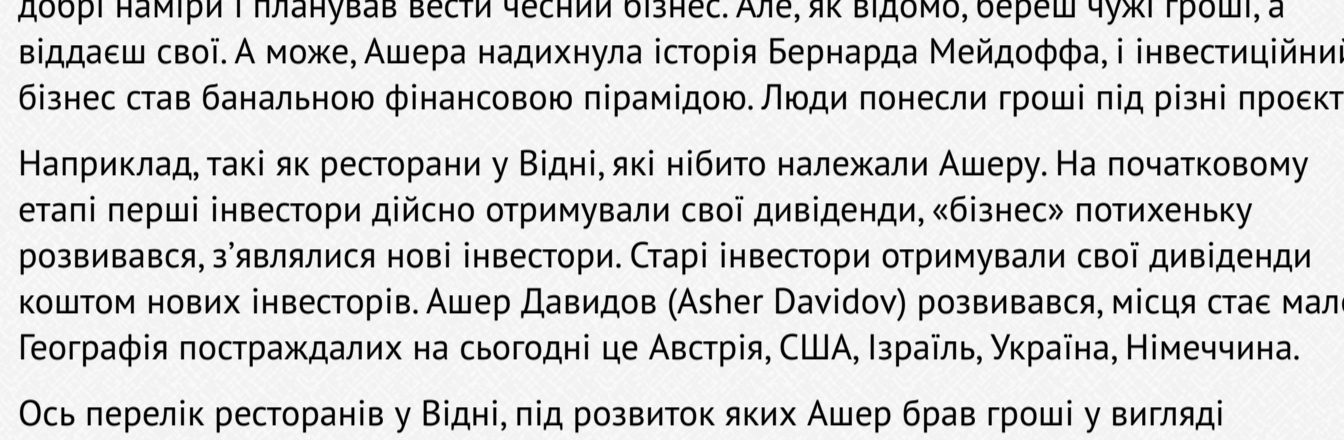 добрі наміри і планував вести чесний бізнес. Але, як відомо, береш чужі гроші, а
віддаєш свої. А може, Ашера надихнула історія Бернарда Мейдоффа, і інвестиційний
бізнес став банальною фінансовою пірамідою. Люди понесли гроші під різні проєкт
Наприклад, такі як ресторани у Відні, які нібито належали Ашеру. На початковому
етапі перші інвестори дійсно отримували свої дивіденди, «бізнес» потихеньку
розвивався, з’являлися нові інвестори. Старі інвестори отримували свої дивіденди
коштом нових інвесторів. Ашер Давидов (Asher Davidov) розвивався, місця стає мал
Географія постраждалих на сьогодні це Австрія, США, Ізраїль, Україна, Німеччина.
Ось перелік ресторанів у Відні, під розвиток яких Ашер брав гроші у вигляді